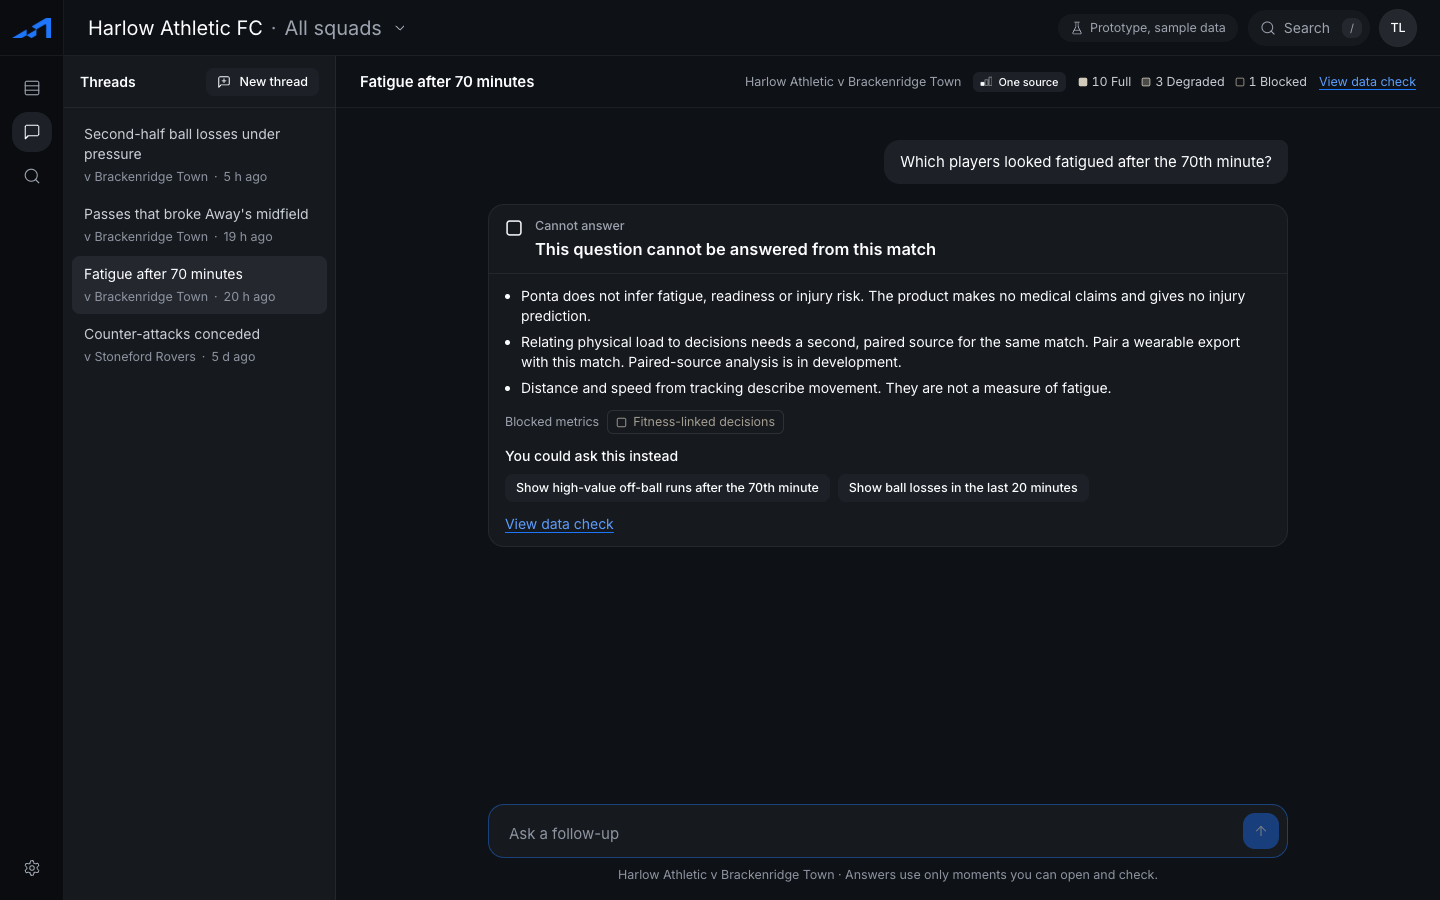 Harlow Athletic FC · All squads
Prototype, sample data
Search /
TL
Threads
New thread
Second-half ball losses under
pressure
v Brackenridge Town · 5 h ago
Passes that broke Away's midfield
v Brackenridge Town · 19 h ago
Fatigue after 70 minutes
v Brackenridge Town · 20 h ago
Counter-attacks conceded
v Stoneford Rovers · 5 d ago
Fatigue after 70 minutes
Harlow Athletic v Brackenridge Town
One source
10 Full
3 Degraded
1 Blocked
View data check
Which players looked fatigued after the 70th minute?
Cannot answer
This question cannot be answered from this match
• Ponta does not infer fatigue, readiness or injury risk. The product makes no medical claims and gives no injury
prediction.
• Relating physical load to decisions needs a second, paired source for the same match. Pair a wearable export
with this match. Paired-source analysis is in development.
• Distance and speed from tracking describe movement. They are not a measure of fatigue.
Blocked metrics
Fitness-linked decisions
You could ask this instead
Show high-value off-ball runs after the 70th minute
Show ball losses in the last 20 minutes
View data check
Ask a follow-up
Harlow Athletic v Brackenridge Town · Answers use only moments you can open and check.